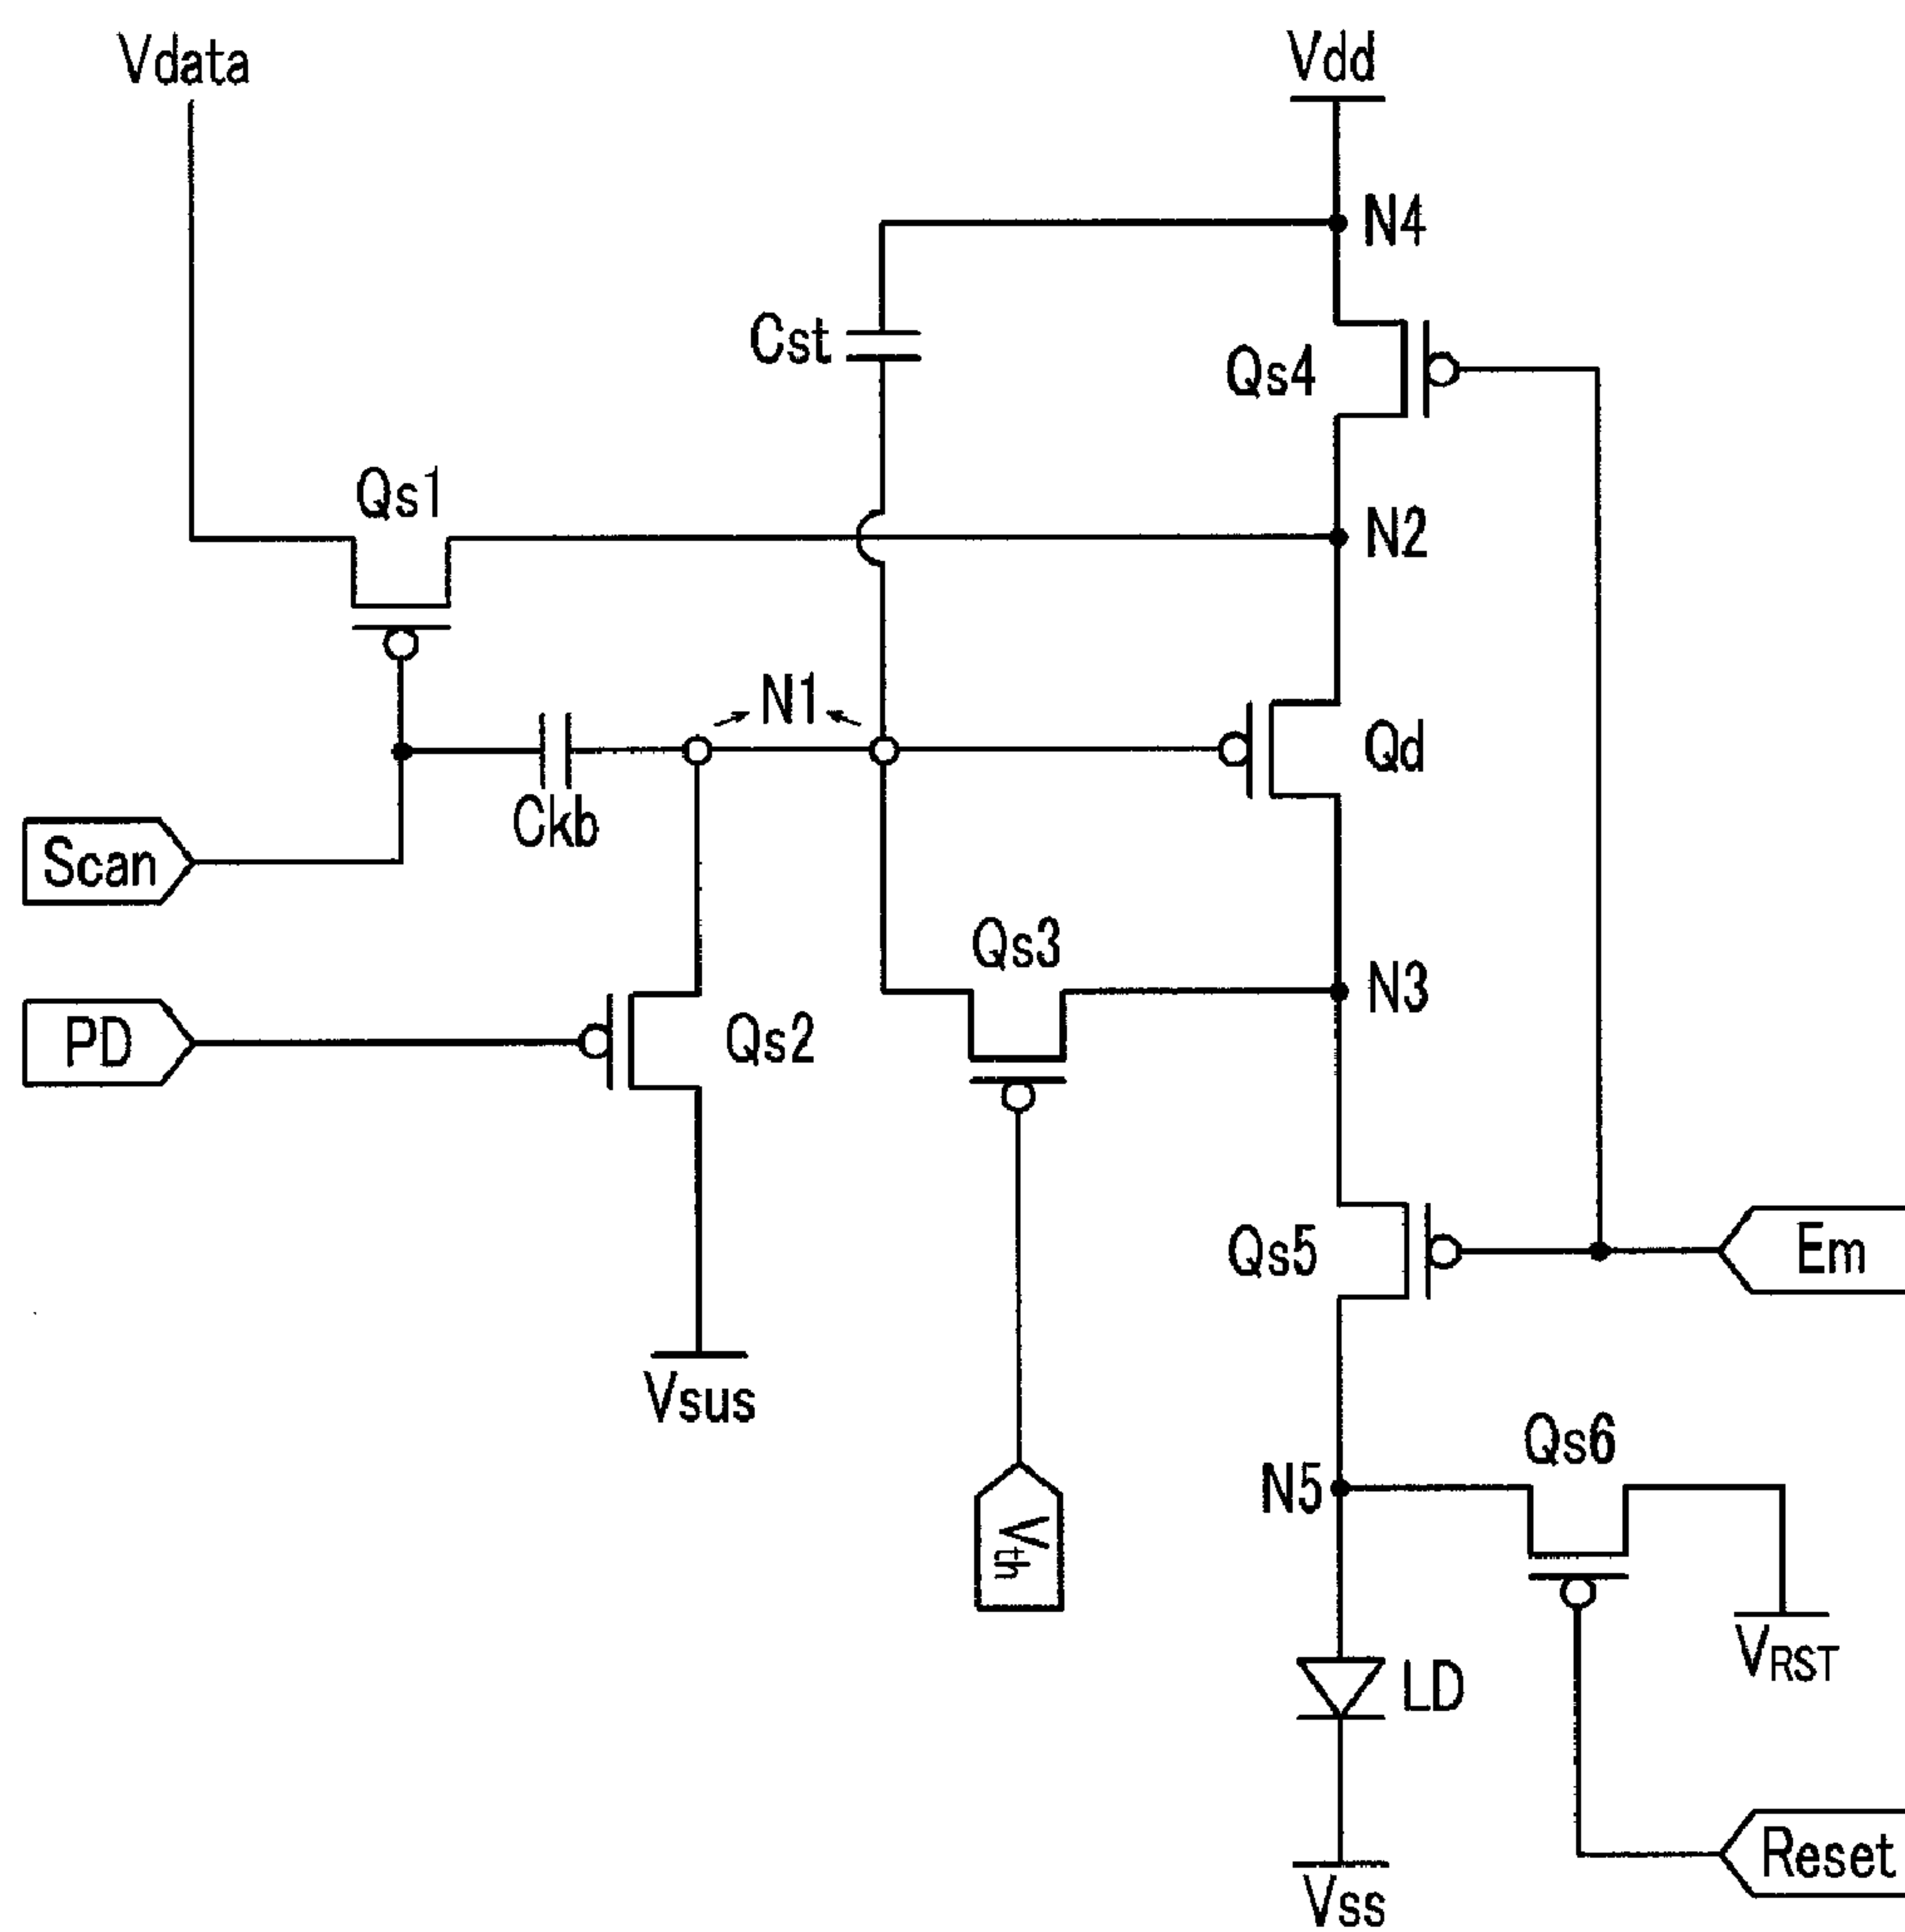 Vdata
Vdd
N4
Cst
Qs4
Qs1
N2
N1
Qd
Ckb
Scan
Qs3
N3
PD
Qs2
Qs5
Em
Vsus
Qs6
N5
Vth
VRST
LD
Reset
Vss